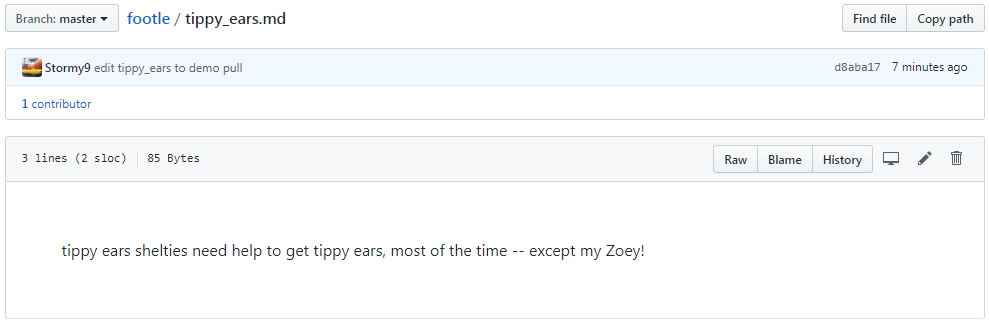 Branch: master footle / tippy_ears.md Find file Copy path
Stormy9 edit tippy_ears to demo pull d8aba17 7 minutes ago
1 contributor
3 lines (2 sloc) 85 Bytes Raw Blame History
tippy ears shelties need help to get tippy ears, most of the time -- except my Zoey!